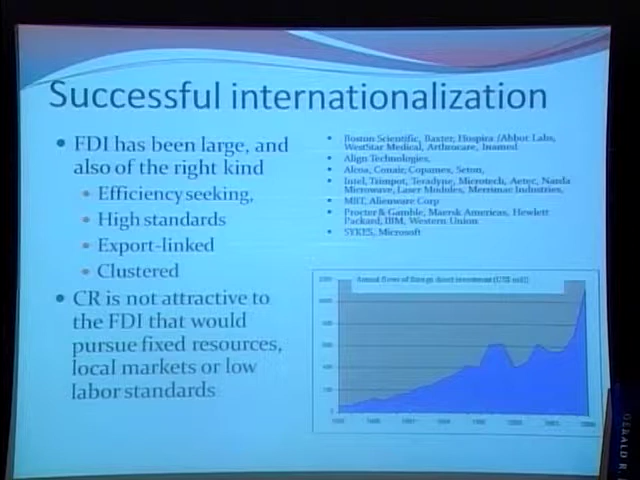 Successful internationalization
FDI has been large, and
also of the right kind
Efficiency seeking,
High standards
Export-linked
Clustered
CR is not attractive to
the FDI that would
pursue fixed resources,
local markets or low
labor standards
Boston Scientific, Baxter, Hospira /Abbot Labs,
WestStar Medical, Arthrocare, Inamed
Align Technologies,
Alcoa, Conair, Copamex, Seton,
Intel, Trimpot, Teradyne, Microtech, Aetec, Narda
Microwave, Laser Modules, Merrimac Industries,
MBT, Alienware Corp
Procter & Gamble, Maersk Americas, Hewlett
Packard, IBM, Western Union
SYKES, Microsoft
Annual flows of foreign direct investment (US$ mill)
GERALD R.